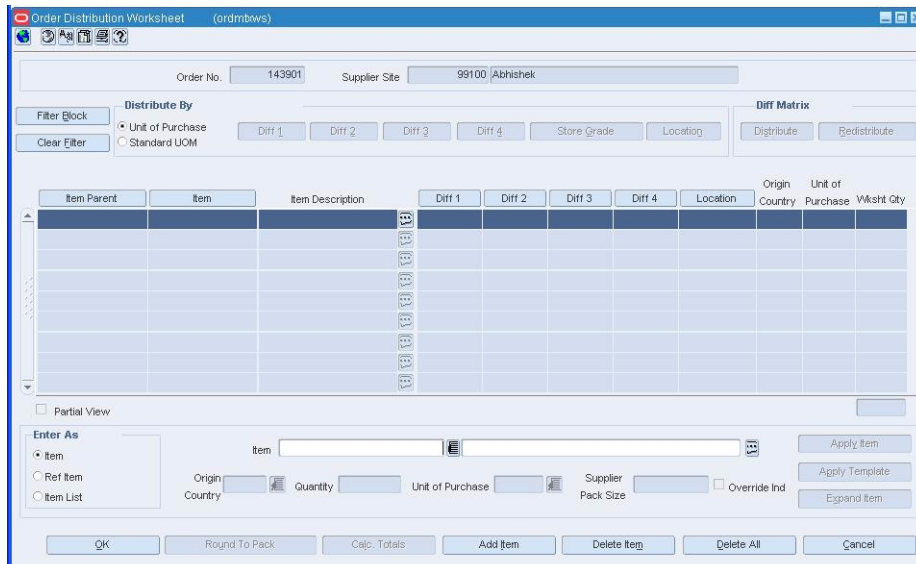 Order Distribution Worksheet (ordmtxws)
Order No. 143901 Supplier Site 99100 Abhishek
Filter Block
Clear Filter
Distribute By
Unit of Purchase
Standard UOM
Diff 1 Diff 2 Diff 3 Diff 4 Store Grade Location
Diff Matrix
Distribute Redistribute
Item Parent Item Item Description Diff 1 Diff 2 Diff 3 Diff 4 Location Origin Country Unit of Purchase Wksht Qty
Partial View
Enter As
Item
Ref Item
Item List
Item
Origin Country Quantity Unit of Purchase Supplier Pack Size Override Ind
Apply Item
Apply Template
Expand Item
OK Round To Pack Calc. Totals Add Item Delete Item Delete All Cancel